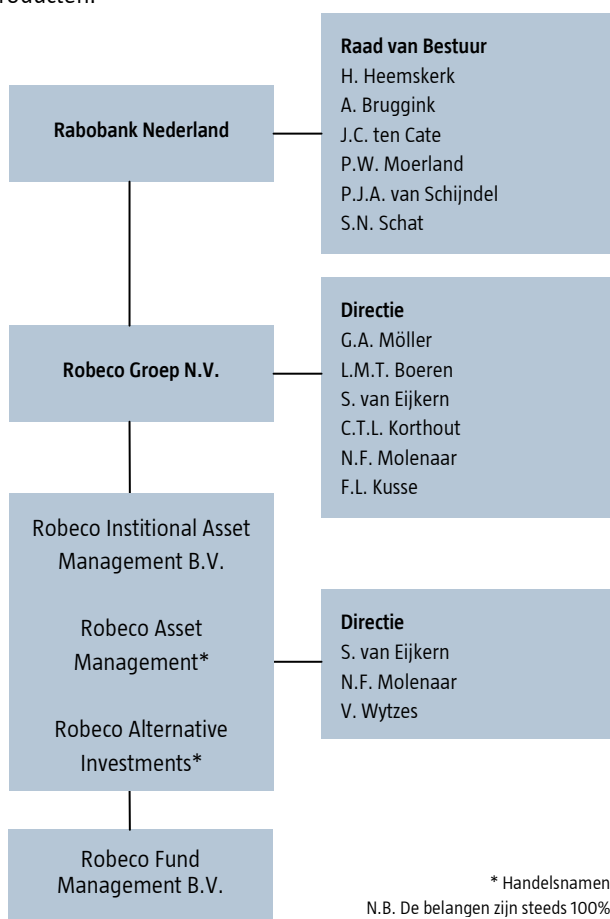 Rabobank Nederland
Raad van Bestuur
H. Heemskerk
A. Bruggink
J.C. ten Cate
P.W. Moerland
P.J.A. van Schijndel
S.N. Schat
Robeco Groep N.V.
Directie
G.A. Möller
L.M.T. Boeren
S. van Eijkern
C.T.L. Korthout
N.F. Molenaar
F.L. Kusse
Robeco Institional Asset
Management B.V.
Robeco Asset
Management*
Robeco Alternative
Investments*
Directie
S. van Eijkern
N.F. Molenaar
V. Wytzes
Robeco Fund
Management B.V.
* Handelsnamen
N.B. De belangen zijn steeds 100%